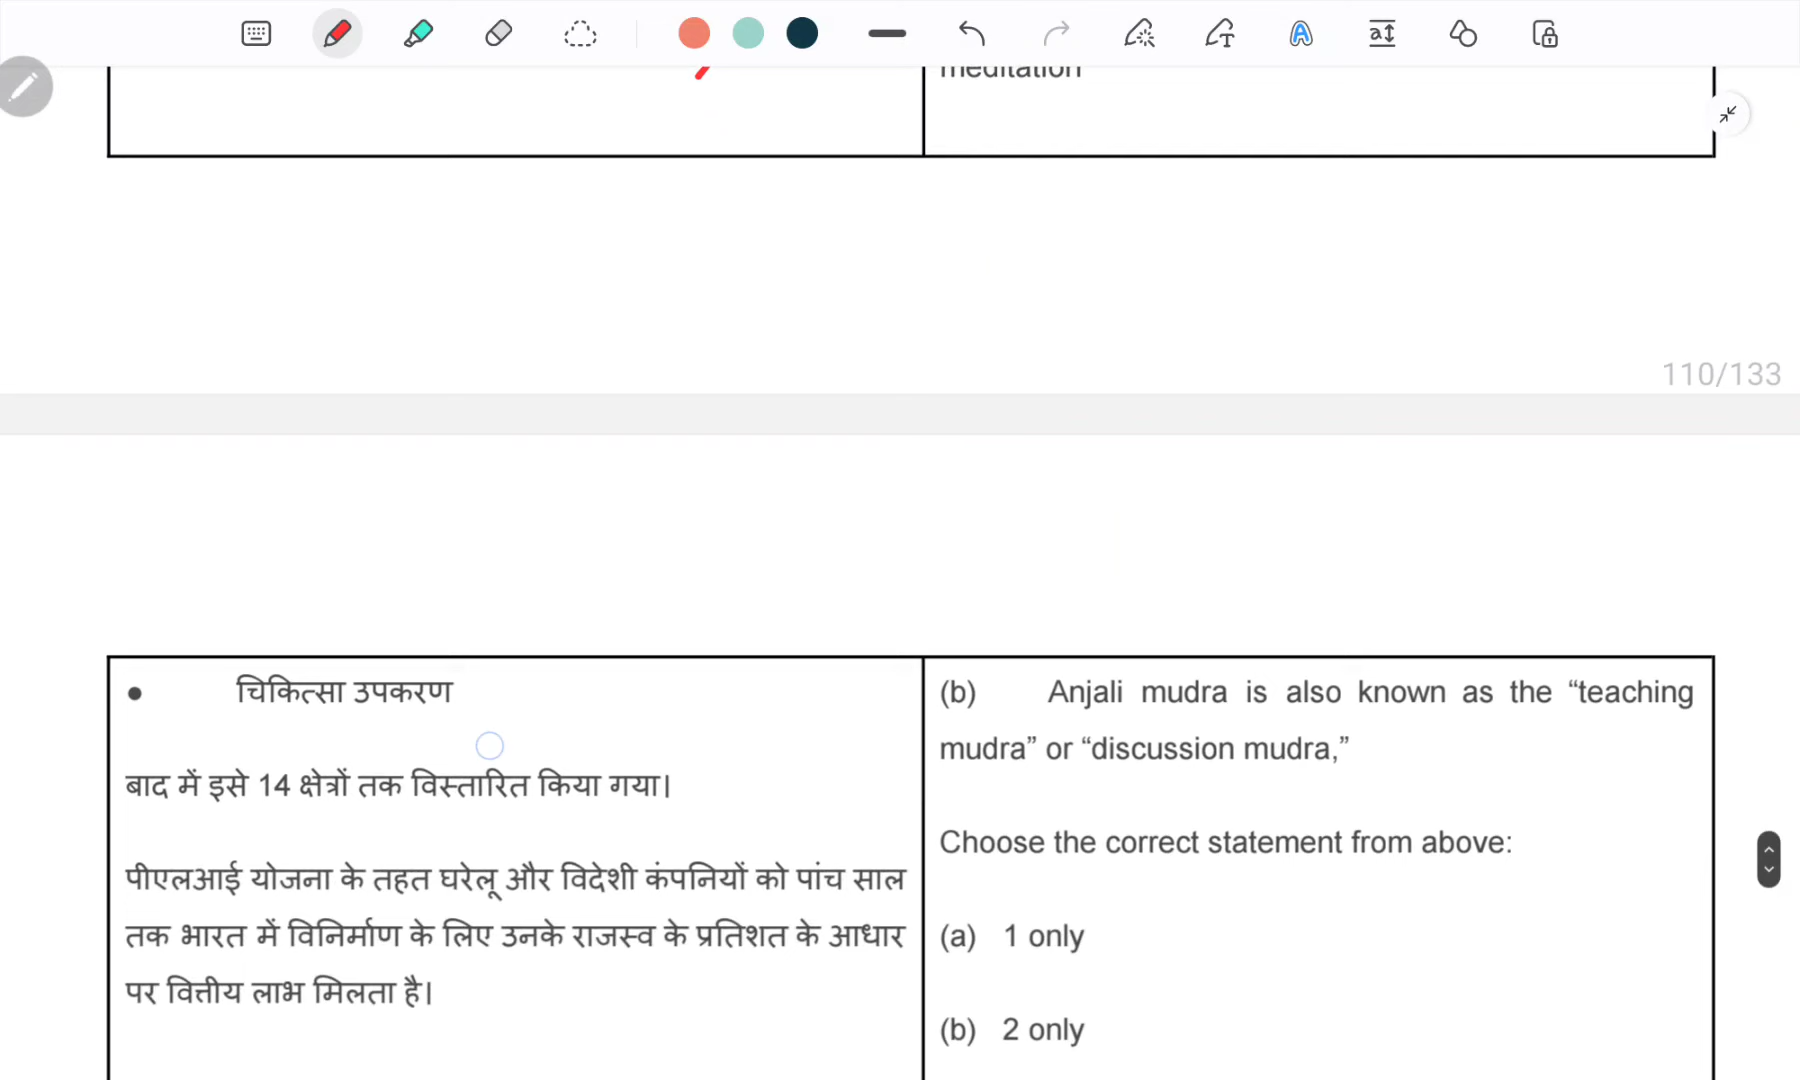 meditation
110/133
• चिकित्सा उपकरण
बाद में इसे 14 क्षेत्रों तक विस्तारित किया गया।
पीएलआई योजना के तहत घरेलू और विदेशी कंपनियों को पांच साल
तक भारत में विनिर्माण के लिए उनके राजस्व के प्रतिशत के आधार
पर वित्तीय लाभ मिलता है।
(b) Anjali mudra is also known as the “teaching
mudra” or “discussion mudra,”
Choose the correct statement from above:
(a) 1 only
(b) 2 only